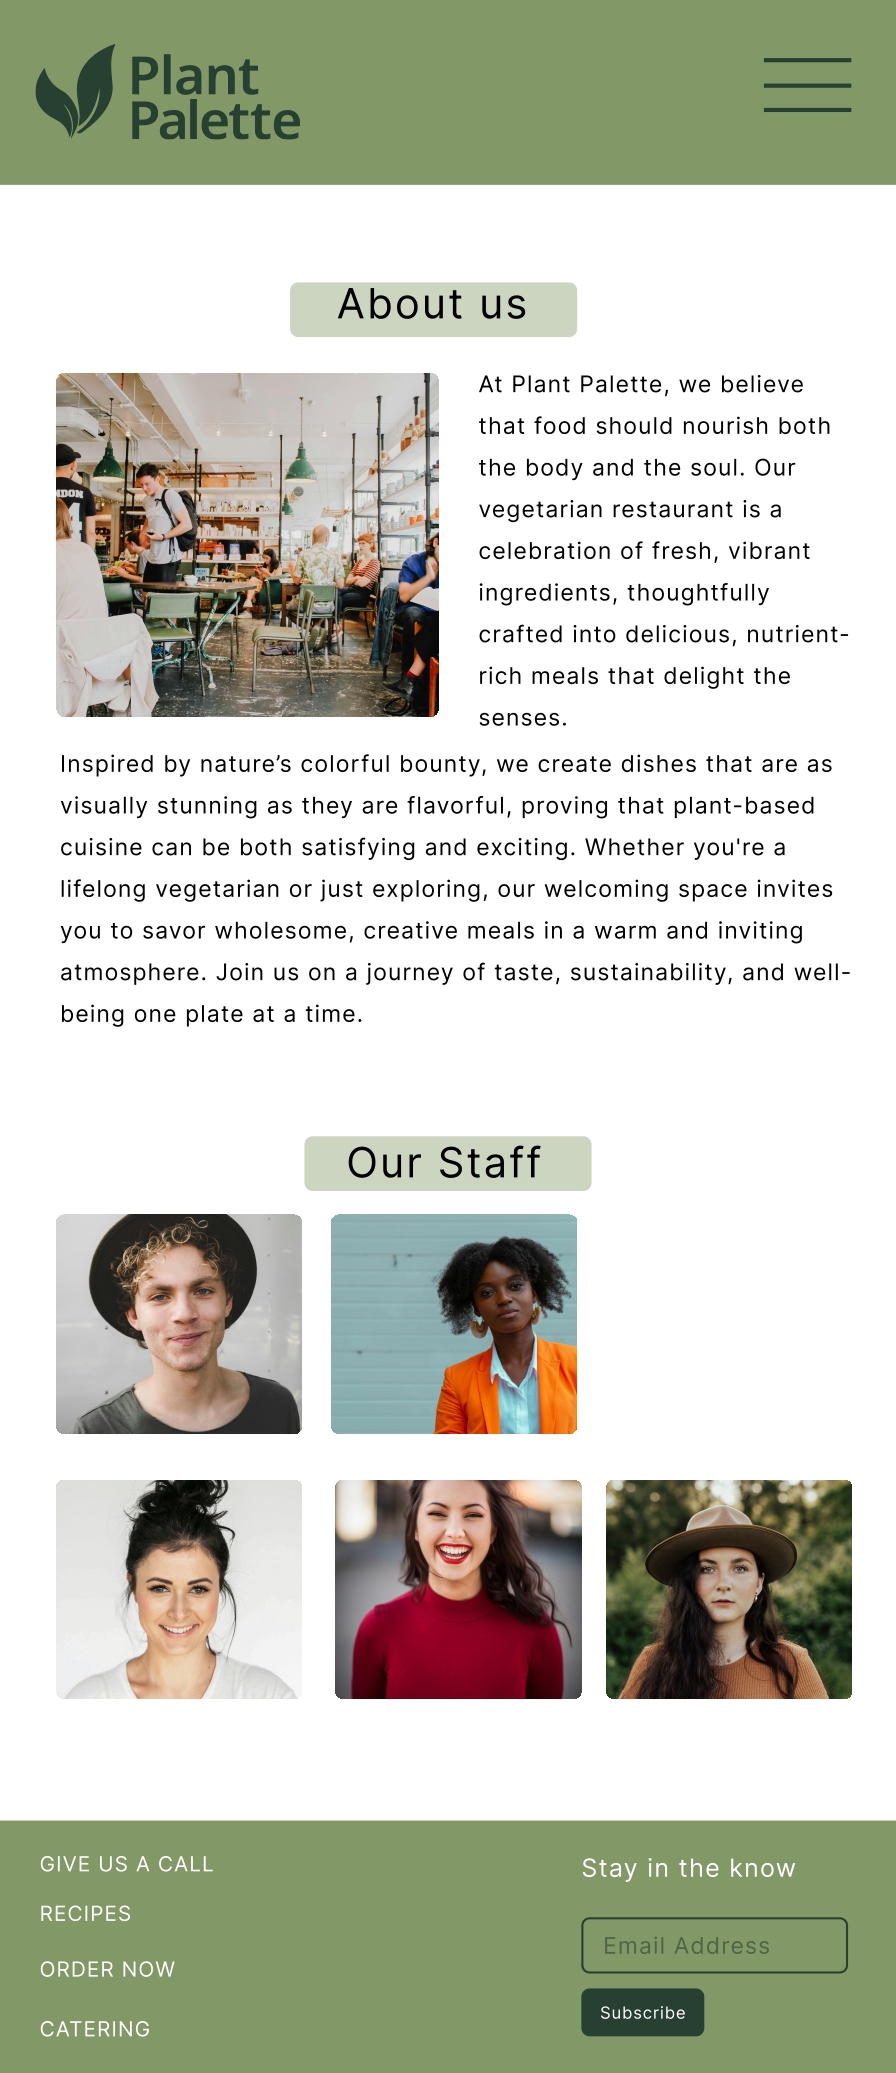 Plant
Palette
About us
NDON
4
At Plant Palette, we believe
that food should nourish both
the body and the soul. Our
vegetarian restaurant is a
celebration of fresh, vibrant
ingredients, thoughtfully
crafted into delicious, nutrient-
rich meals that delight the
senses.
Inspired by nature’s colorful bounty, we create dishes that are as
visually stunning as they are flavorful, proving that plant-based
cuisine can be both satisfying and exciting. Whether you're a
lifelong vegetarian or just exploring, our welcoming space invites
you to savor wholesome, creative meals in a warm and inviting
atmosphere. Join us on a journey of taste, sustainability, and well-
being one plate at a time.
Our Staff
GIVE US A CALL
RECIPES
ORDER NOW
CATERING
Stay in the know
Email Address
Subscribe